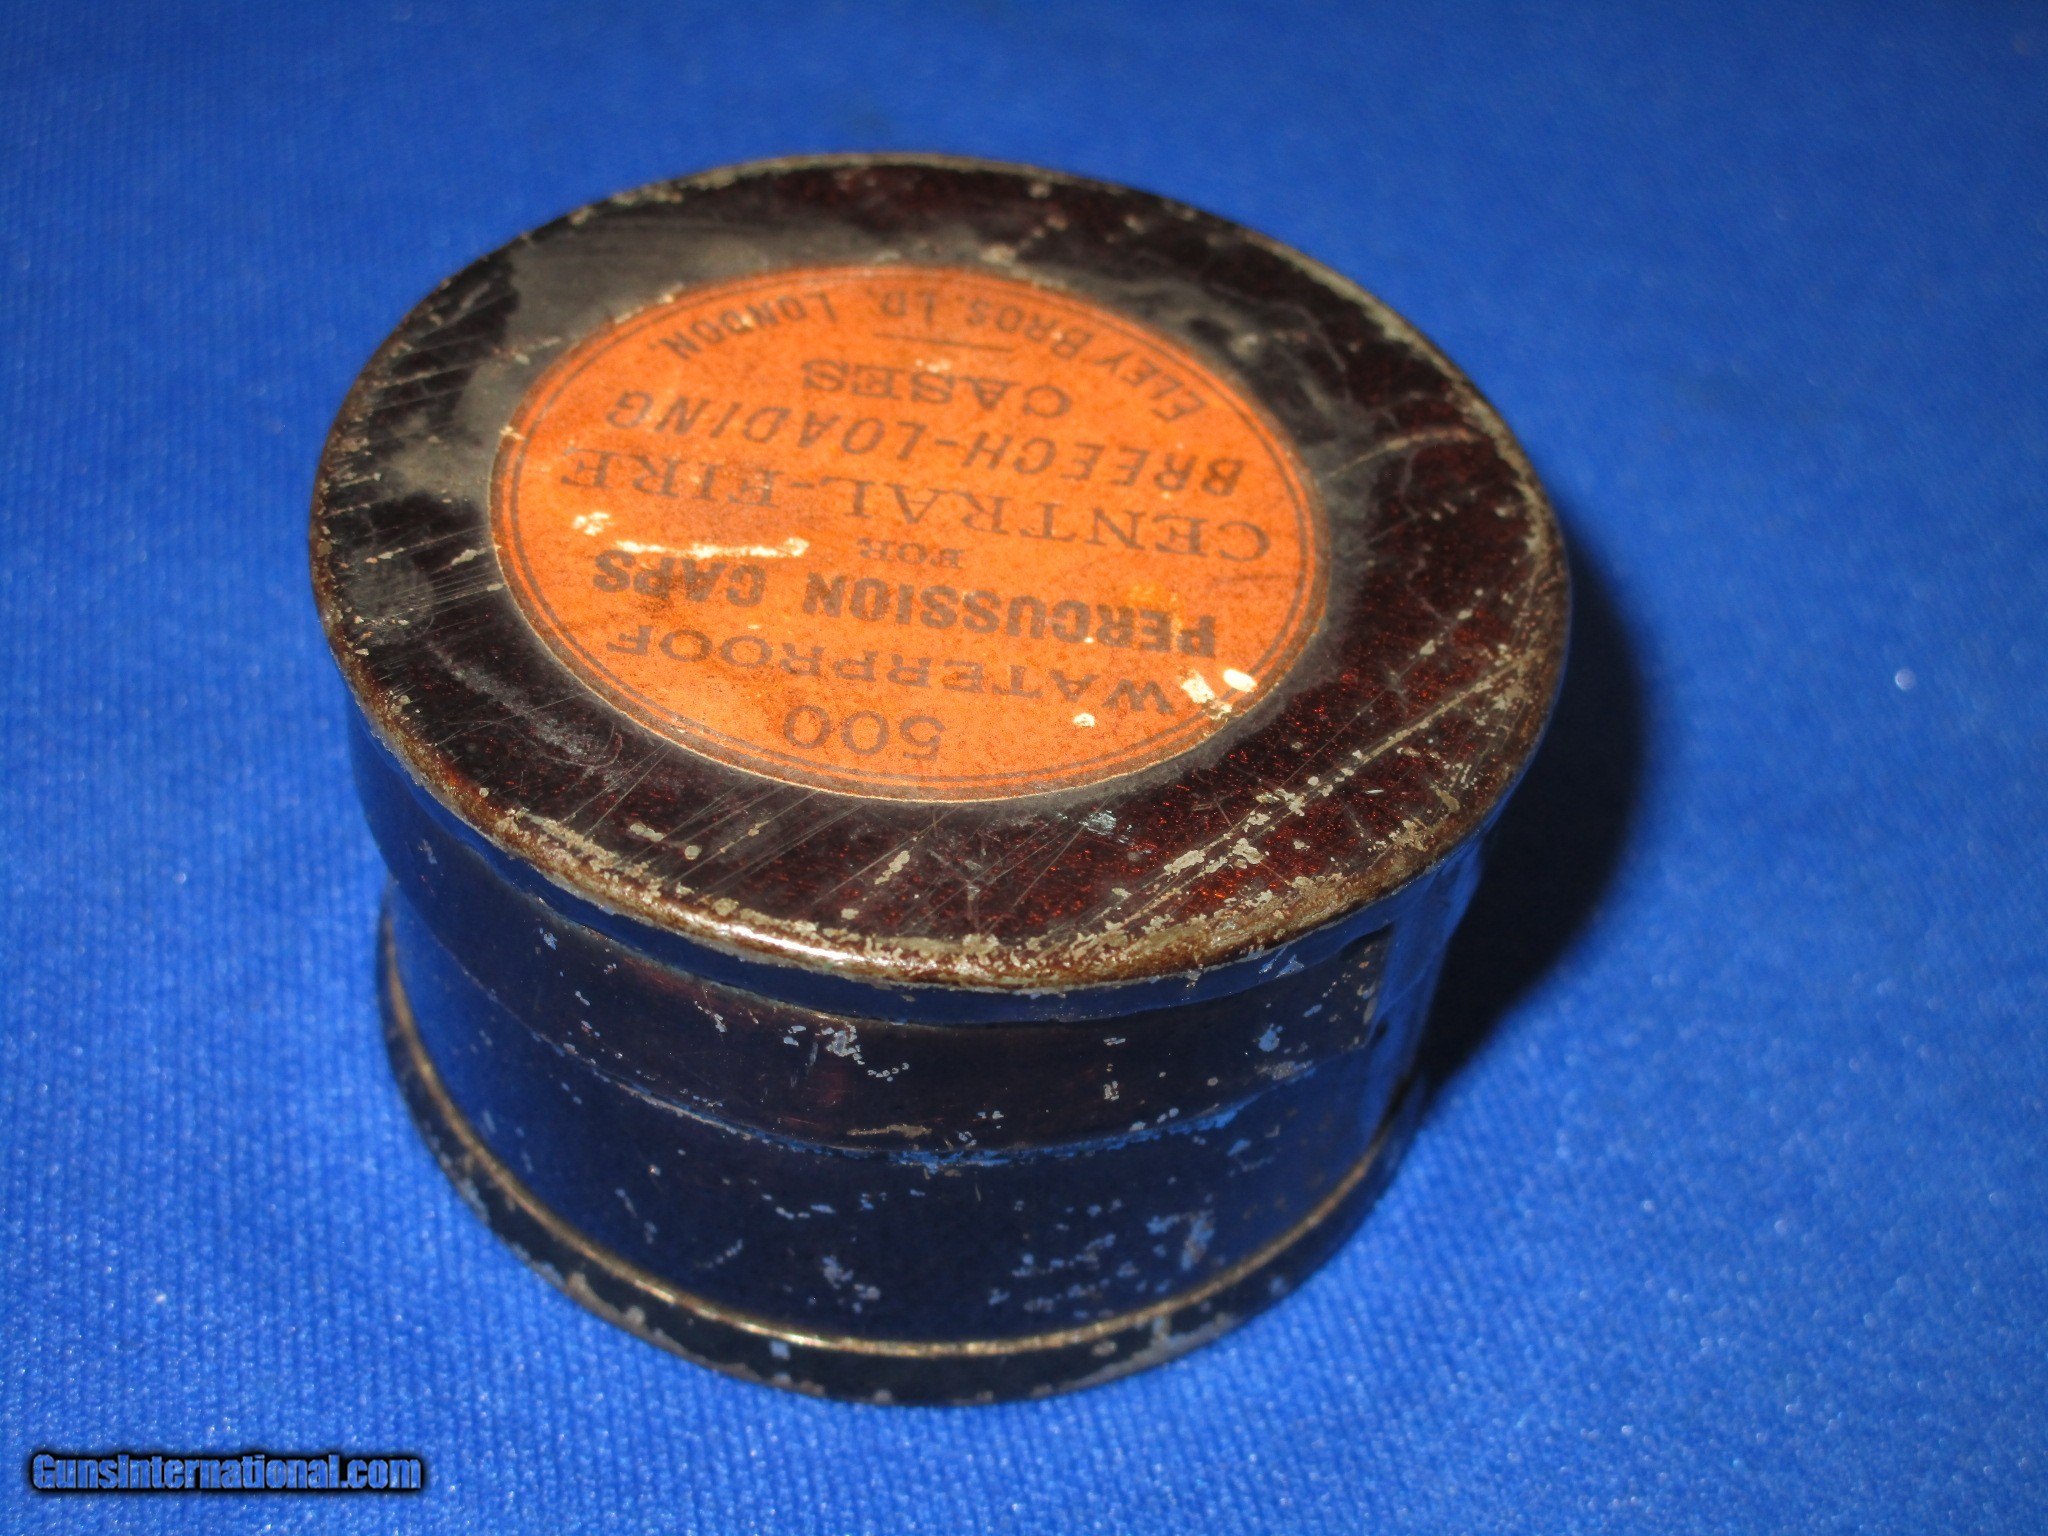 500
WATERPROOF
PERCUSSION CAPS
FOR
CENTRAL-FIRE
BREECH-LOADING
CASES
ELEY BROS. LD. LONDON.
GunsInternational.com